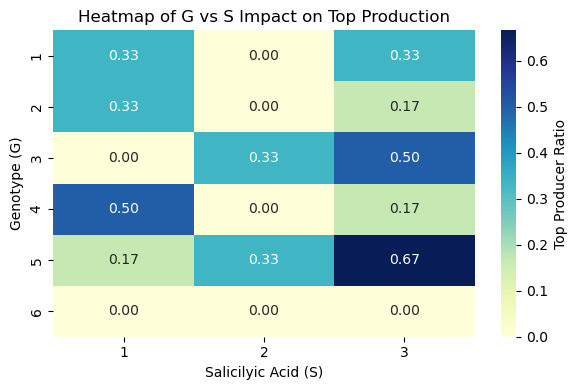 Heatmap of G vs S Impact on Top Production
1 0.33 0.00 0.33
2 0.33 0.00 0.17
3 0.00 0.33 0.50
4 0.50 0.00 0.17
5 0.17 0.33 0.67
6 0.00 0.00 0.00
1 2 3
Genotype (G)
Salicilyic Acid (S)
0.6
0.5
0.4
0.3
0.2
0.1
0.0
Top Producer Ratio